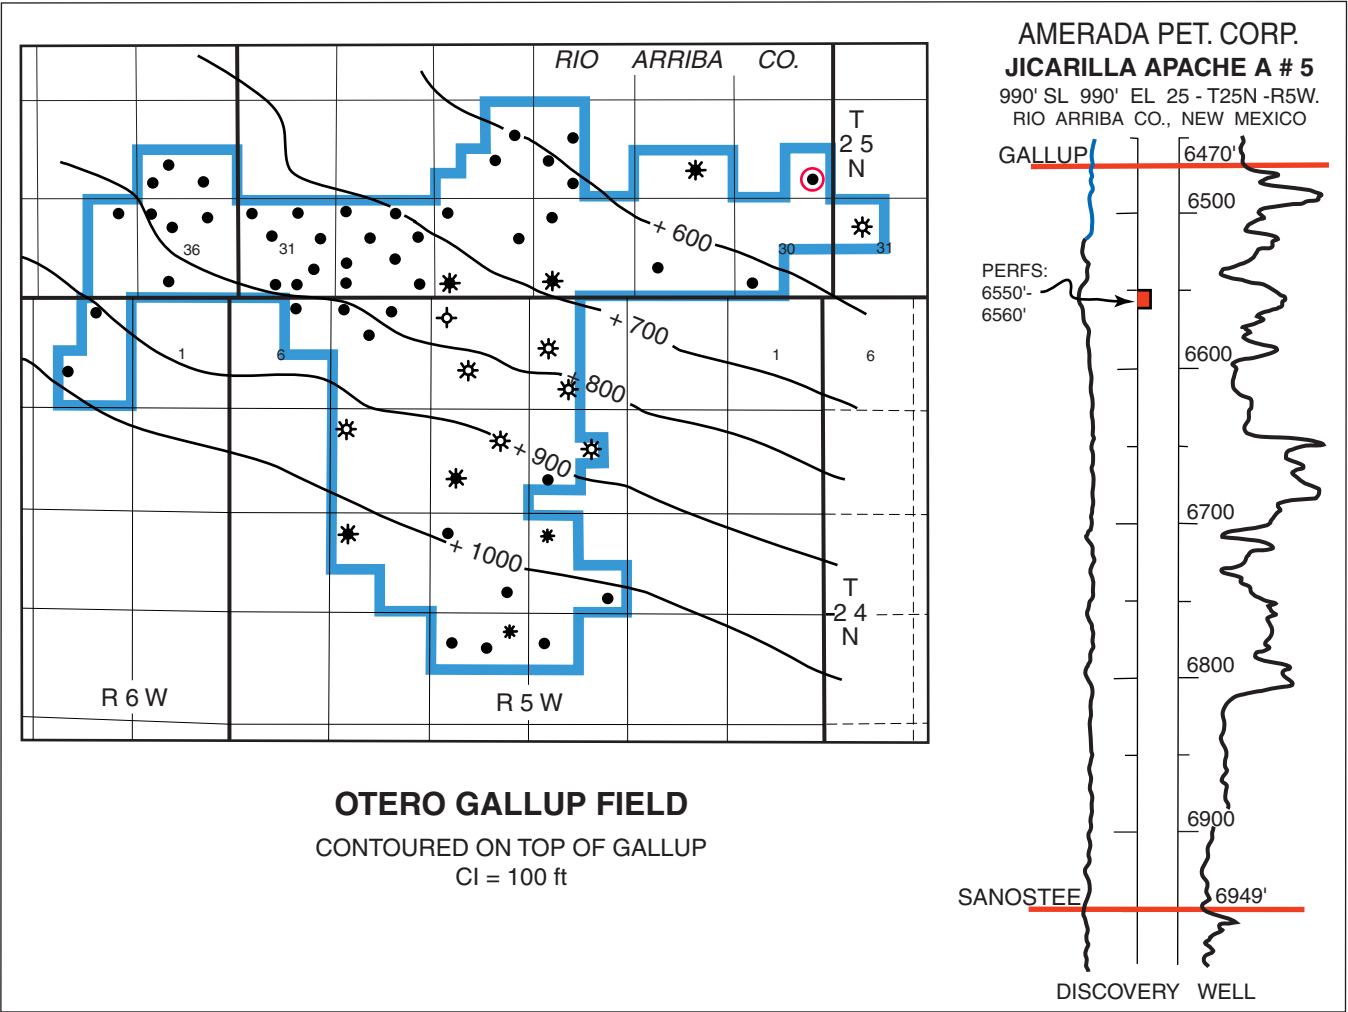 RIO ARRIBA CO.
T
25
N
+ 600
36
31
30
31
+ 700
1
6
1
6
+ 800
+ 900
+ 1000
T
24
N
R 6 W
R 5 W
OTERO GALLUP FIELD
CONTOURED ON TOP OF GALLUP
CI = 100 ft
AMERADA PET. CORP.
JICARILLA APACHE A # 5
990' SL 990' EL 25 - T25N -R5W.
RIO ARRIBA CO., NEW MEXICO
GALLUP
6470'
6500
PERFS:
6550'-
6560'
6600
6700
6800
6900
SANOSTEE
6949'
DISCOVERY WELL